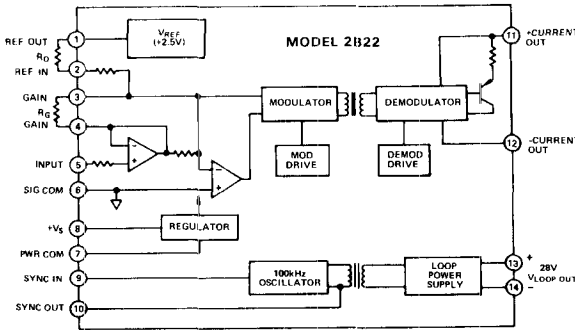 MODEL 2B22
VREF
(+2.5V)
REF OUT 1
RO
REF IN 2
GAIN 3
RG
GAIN 4
INPUT 5
SIG COM 6
+VS 8
PWR COM 7
SYNC IN 9
SYNC OUT 10
-
+
-
+
REGULATOR
MODULATOR
MOD
DRIVE
DEMODULATOR
DEMOD
DRIVE
100kHz
OSCILLATOR
LOOP
POWER
SUPPLY
11 +CURRENT
OUT
12 -CURRENT
OUT
13 +
28V
VLOOP OUT
14 -